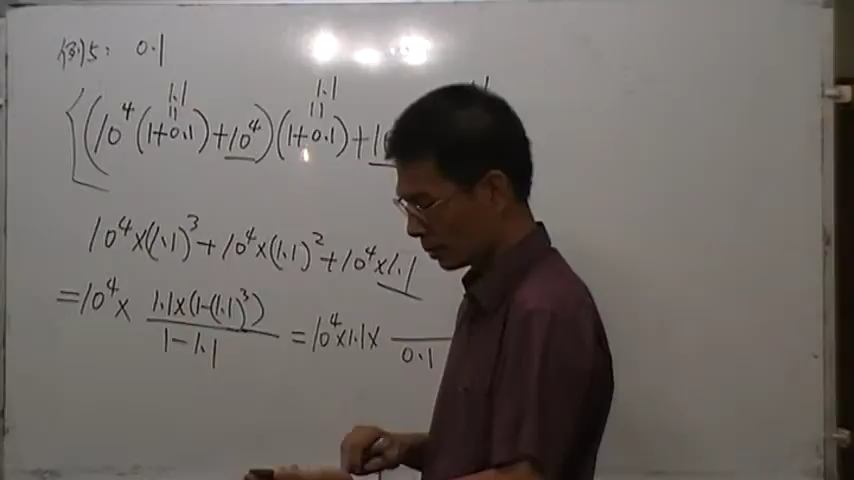 例5: 0.1
1.1 1.1
|| ||
{(10⁴(1+0.1)+10⁴)(1+0.1)+10
10⁴×(1.1)³+10⁴×(1.1)²+10⁴×1.1
=10⁴× 1.1×(1-(1.1)³) / 1-1.1 =10⁴×1.1× / 0.1